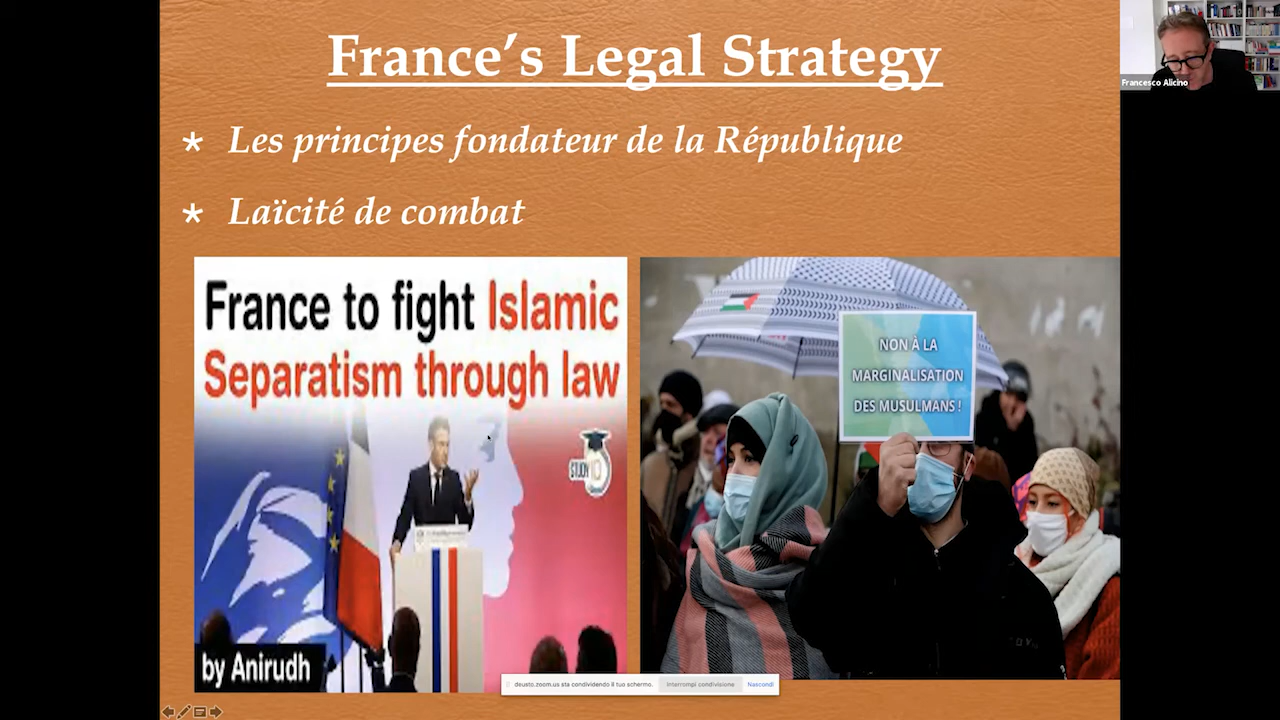 France's Legal Strategy
* Les principes fondateur de la République
* Laïcité de combat
France to fight Islamic
Separatism through law
STUDY IQ
by Anirudh
NON À LA
MARGINALISATION
DES MUSULMANS !
Francesco Alicino
deusto.zoom.us sta condividendo il tuo schermo. Interrompi condivisione Nascondi